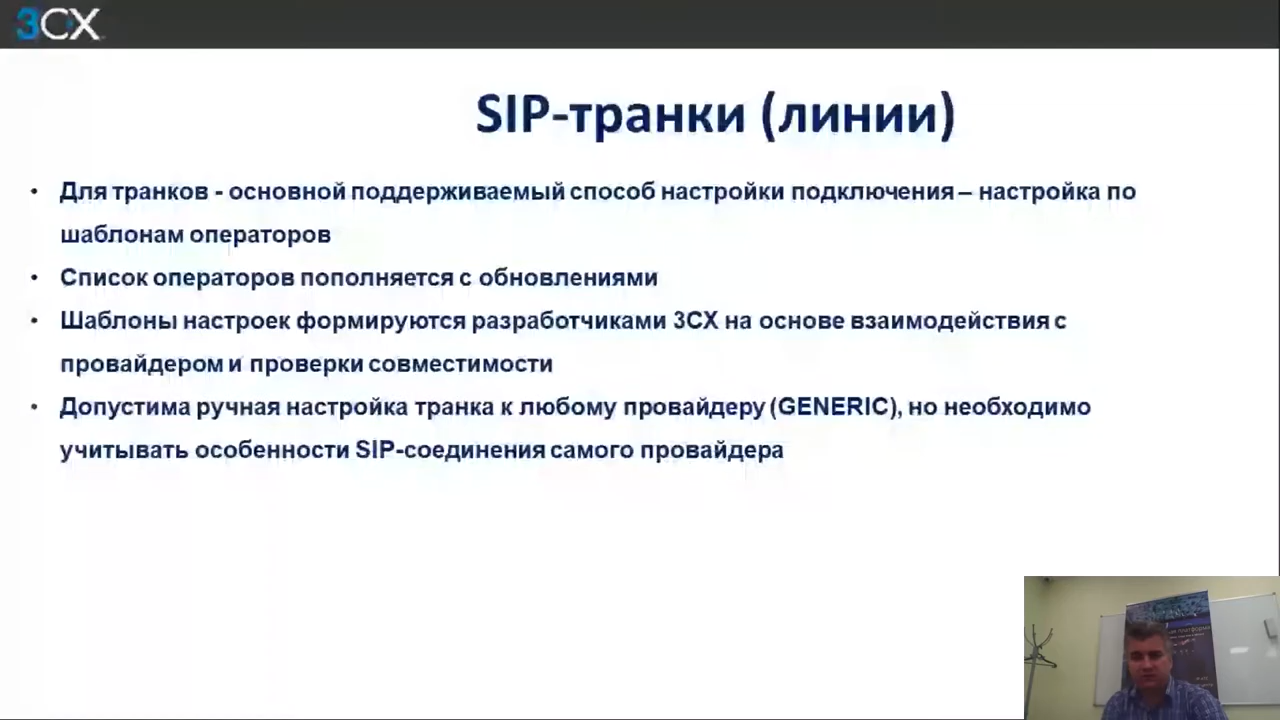 3CX
SIP-транки (линии)
• Для транков - основной поддерживаемый способ настройки подключения – настройка по
шаблонам операторов
• Список операторов пополняется с обновлениями
• Шаблоны настроек формируются разработчиками 3CX на основе взаимодействия с
провайдером и проверки совместимости
• Допустима ручная настройка транка к любому провайдеру (GENERIC), но необходимо
учитывать особенности SIP-соединения самого провайдера